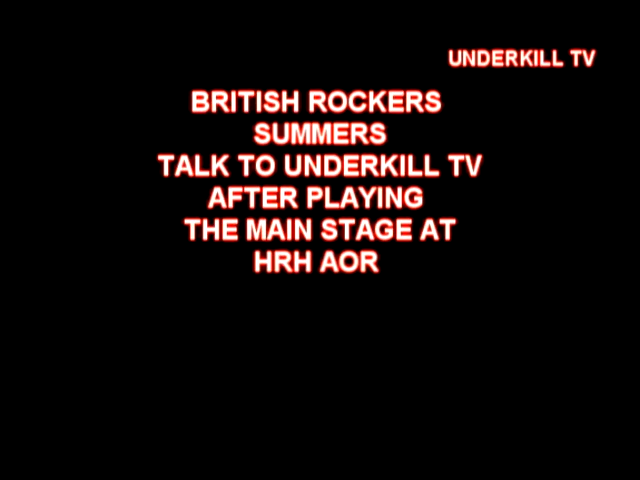 UNDERKILL TV
BRITISH ROCKERS
SUMMERS
TALK TO UNDERKILL TV
AFTER PLAYING
THE MAIN STAGE AT
HRH AOR